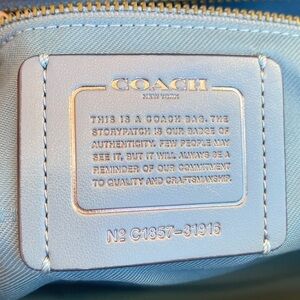 COACH
NEW YORK
THIS IS A COACH BAG. THE
STORYPATCH IS OUR BADGE OF
AUTHENTICITY. FEW PEOPLE MAY
SEE IT, BUT IT WILL ALWAYS BE A
REMINDER OF OUR COMMITMENT
TO QUALITY AND CRAFTSMANSHIP.
Nº C1857-31916